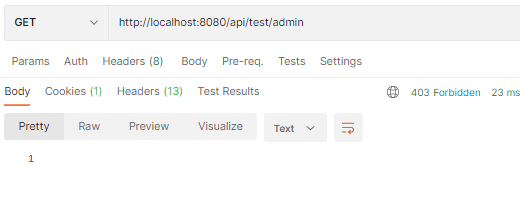 GET http://localhost:8080/api/test/admin
Params Auth Headers (8) Body Pre-req. Tests Settings
Body Cookies (1) Headers (13) Test Results 403 Forbidden 23 ms
Pretty Raw Preview Visualize Text
1